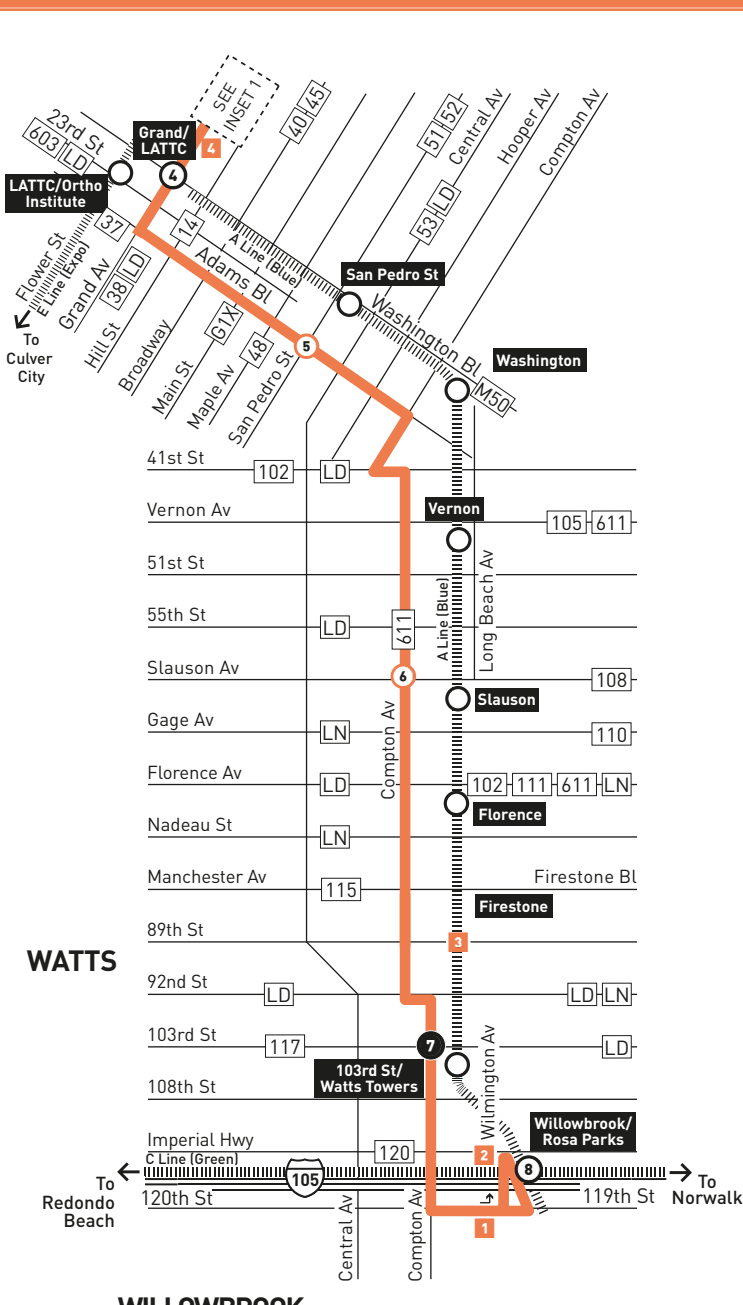 SEE
INSET 1
40
45
51
52
Central Av
Hooper Av
Compton Av
23rd St
603
LD
Grand/
LATTC
4
4
LATTC/Ortho
Institute
53
LD
37
14
A Line (Blue)
Flower St
E Line (Expo)
Grand Av
38
LD
Adams Bl
San Pedro St
Washington Bl
To
Culver
City
Hill St
Broadway
Main St
G1X
Maple Av
48
San Pedro St
5
Washington
M50
41st St
102
LD
Vernon Av
Vernon
105
611
51st St
55th St
LD
611
A Line (Blue)
Long Beach Av
Slauson Av
6
108
Slauson
Gage Av
LN
Compton Av
110
Florence Av
LD
102
111
611
LN
Florence
Nadeau St
LN
Manchester Av
115
Firestone Bl
Firestone
89th St
3
WATTS
92nd St
LD
LD
LN
103rd St
117
7
LD
103rd St/
Watts Towers
Wilmington Av
108th St
Willowbrook/
Rosa Parks
Imperial Hwy
120
2
C Line (Green)
8
105
To
Redondo
Beach
To
Norwalk
120th St
119th St
1
Central Av
Compton Av
WILLOWBROOK